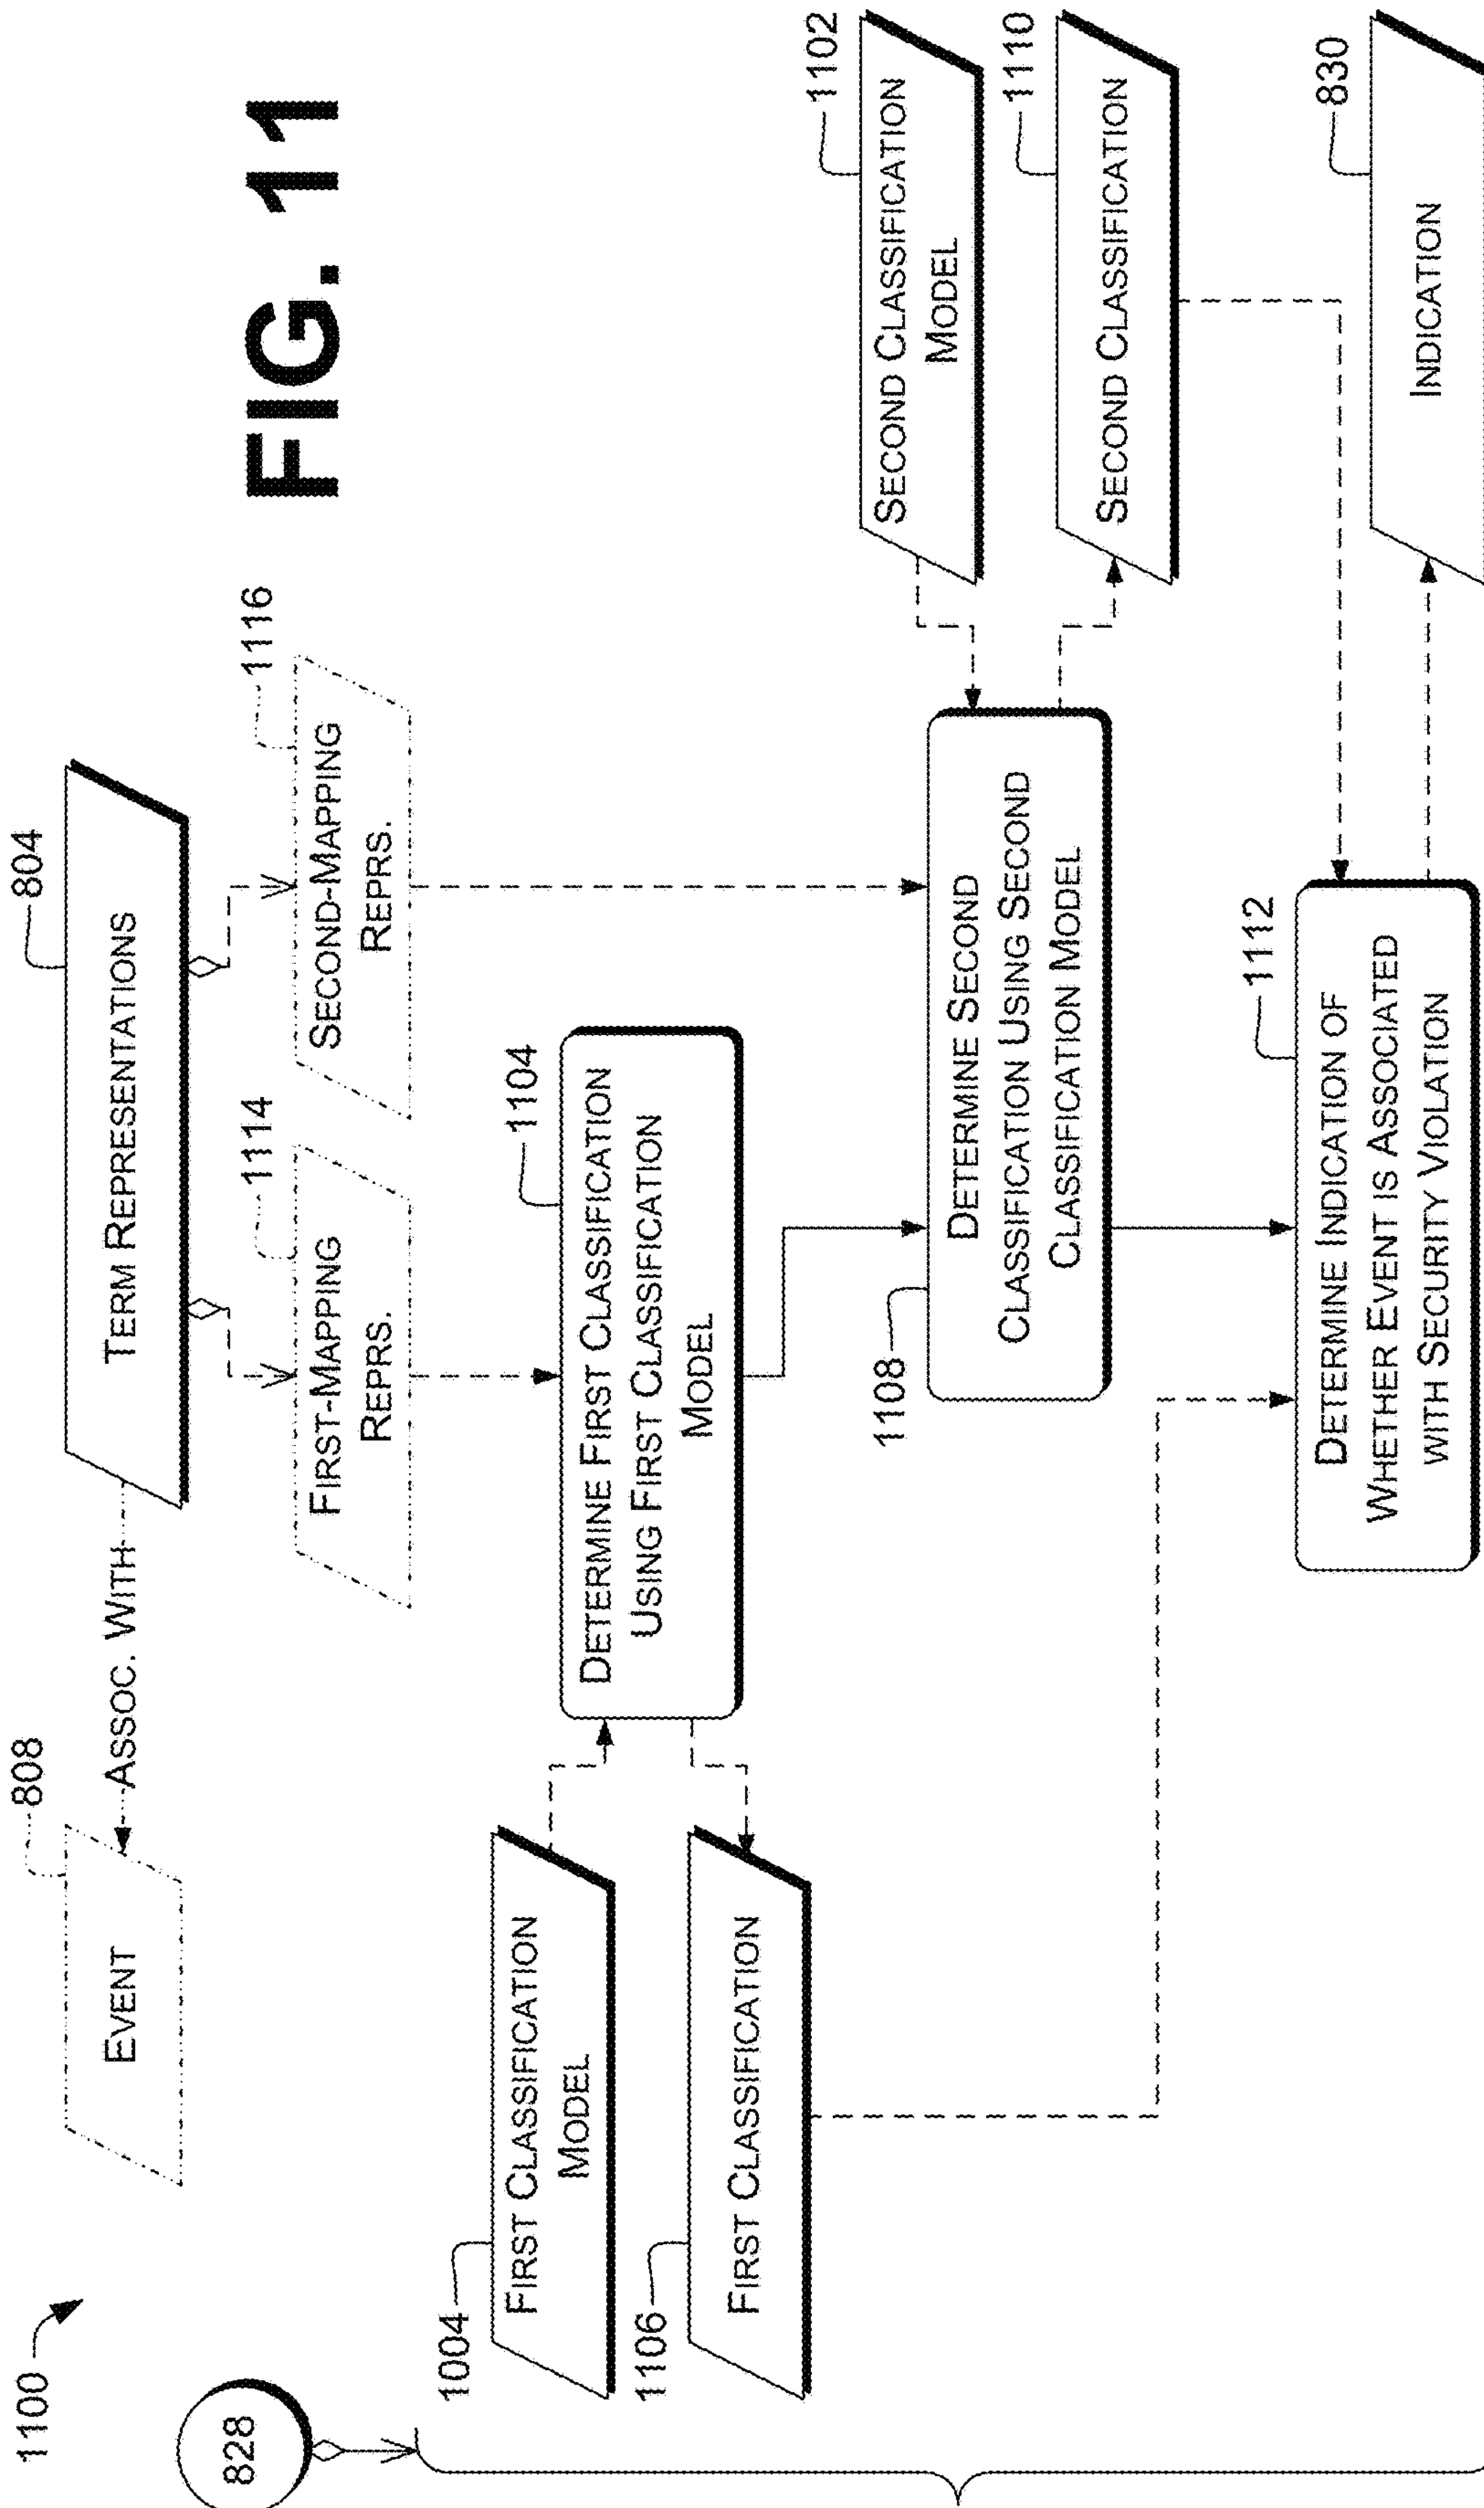 1100
828
808
EVENT
ASSOC. WITH
804
TERM REPRESENTATIONS
FIG. 11
1114
FIRST-MAPPING
REPRS.
1116
SECOND-MAPPING
REPRS.
1004
FIRST CLASSIFICATION
MODEL
1104
DETERMINE FIRST CLASSIFICATION
USING FIRST CLASSIFICATION
MODEL
1106
FIRST CLASSIFICATION
1102
SECOND CLASSIFICATION
MODEL
1108
DETERMINE SECOND
CLASSIFICATION USING SECOND
CLASSIFICATION MODEL
1110
SECOND CLASSIFICATION
1112
DETERMINE INDICATION OF
WHETHER EVENT IS ASSOCIATED
WITH SECURITY VIOLATION
830
INDICATION